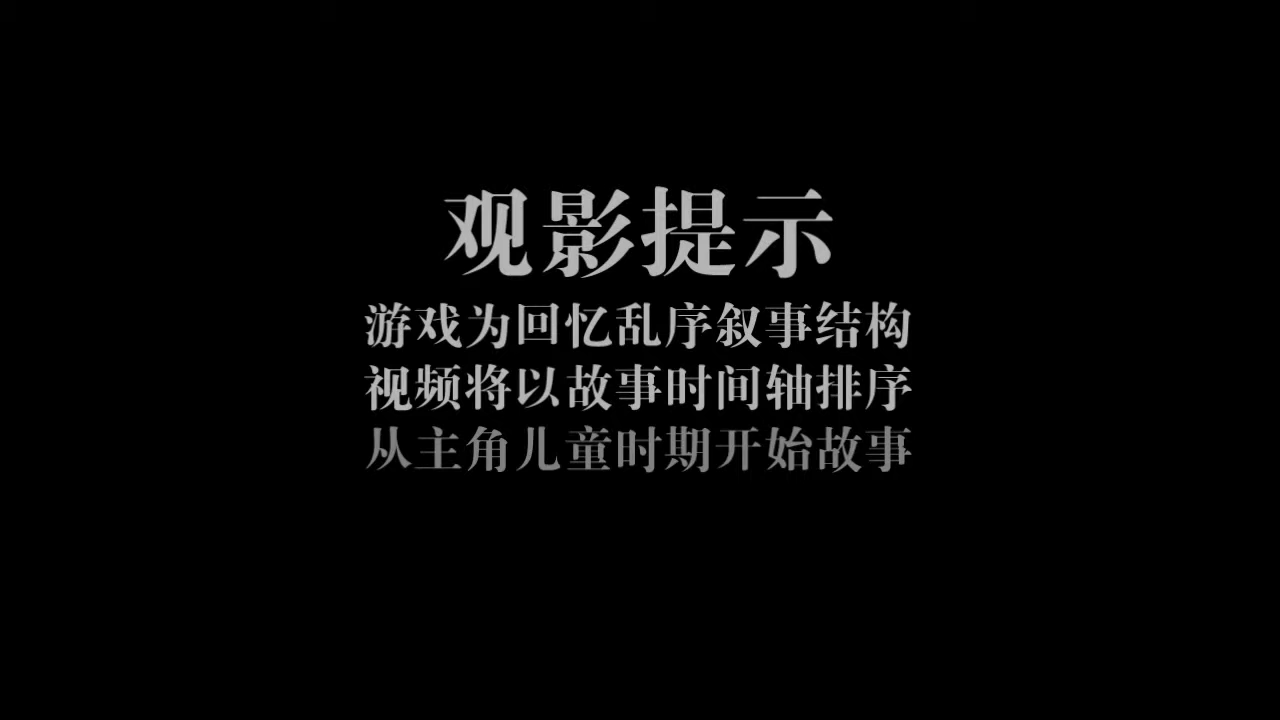 观影提示
游戏为回忆乱序叙事结构
视频将以故事时间轴排序
从主角儿童时期开始故事